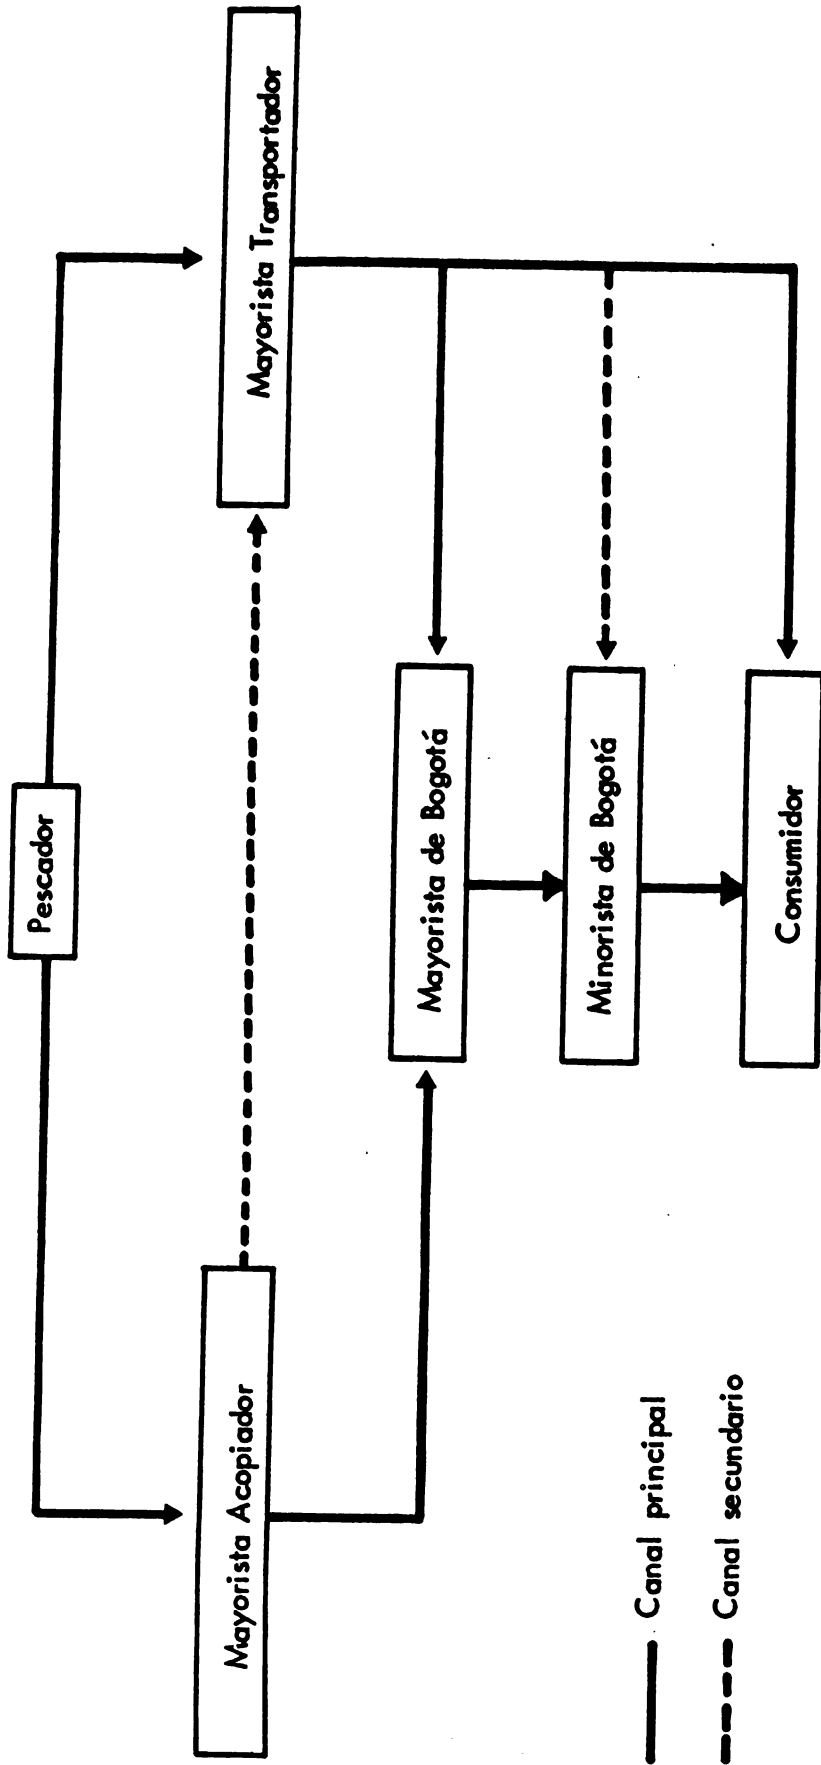 Pescador
Mayorista Acopiador
Mayorista Transportador
Mayorista de Bogotá
Minorista de Bogotá
Consumidor
Canal principal
Canal secundario